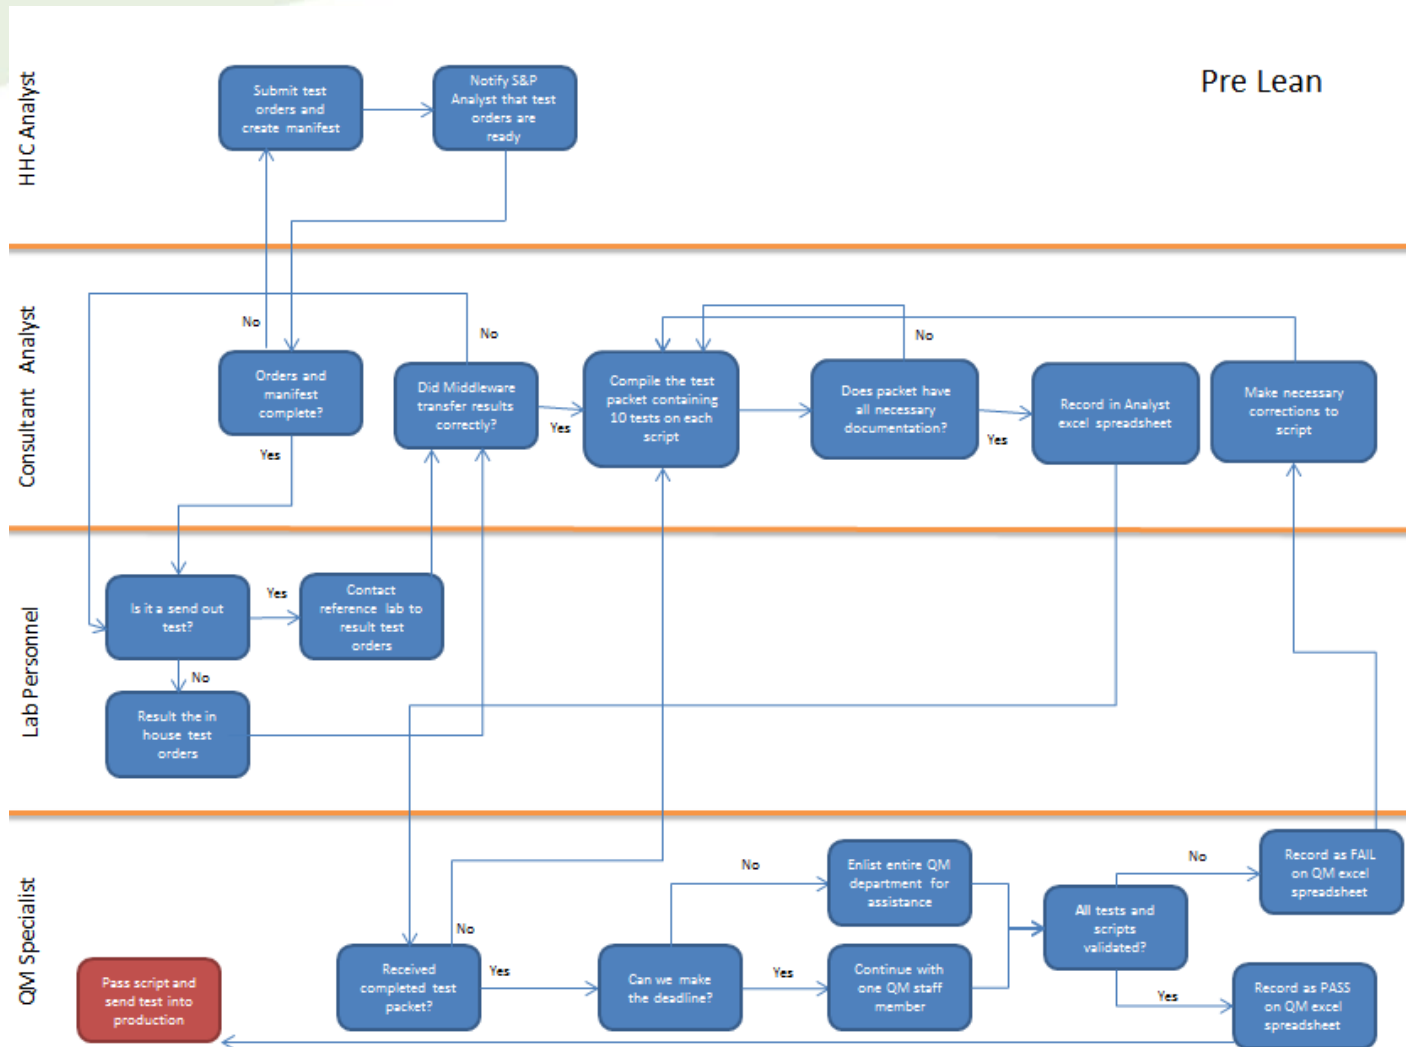 Pre Lean
HHC Analyst
Submit test
orders and
create manifest
Notify S&P
Analyst that test
orders are
ready
Consultant Analyst
No
Orders and
manifest
complete?
Yes
No
Did Middleware
transfer results
correctly?
Yes
Compile the test
packet containing
10 tests on each
script
No
Does packet have
all necessary
documentation?
Yes
Record in Analyst
excel spreadsheet
Make necessary
corrections to
script
Lab Personnel
Is it a send out
test?
Yes
Contact
reference lab to
result test
orders
No
Result the in
house test
orders
QM Specialist
Pass script and
send test into
production
No
Received
completed test
packet?
Yes
Can we make
the deadline?
No
Enlist entire QM
department for
assistance
Yes
Continue with
one QM staff
member
All tests and
scripts
validated?
No
Record as FAIL
on QM excel
spreadsheet
Yes
Record as PASS
on QM excel
spreadsheet